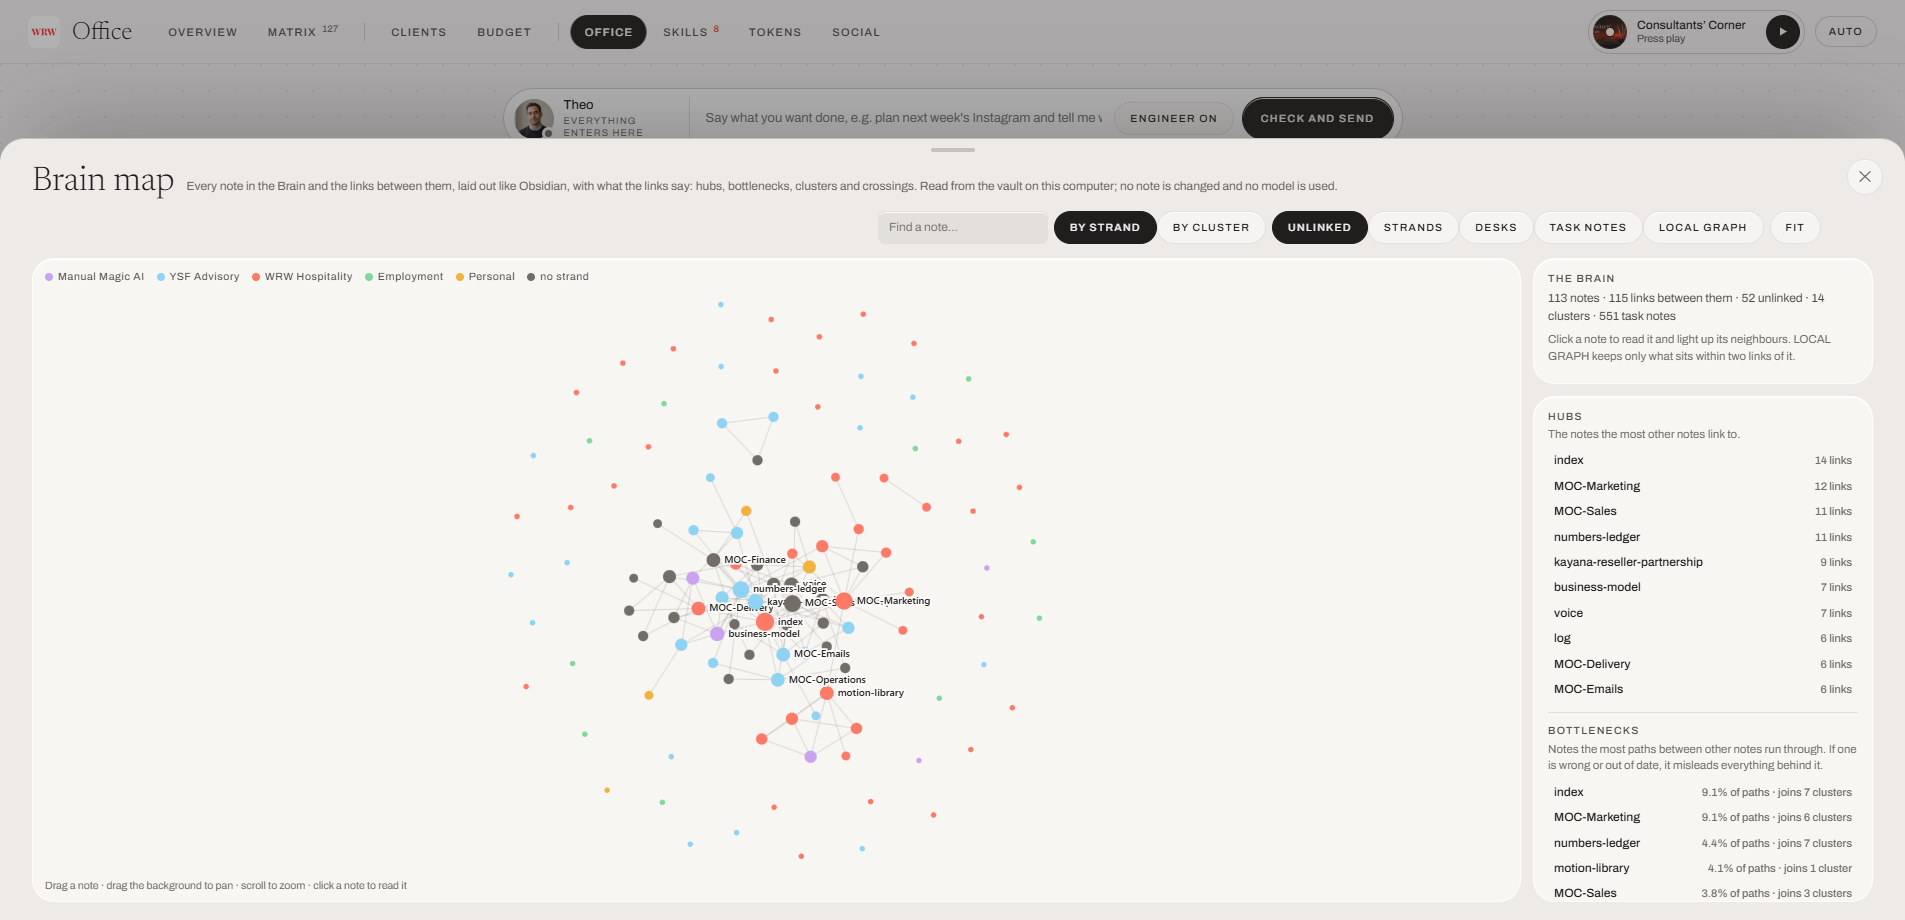 WRW Office OVERVIEW MATRIX 127 CLIENTS BUDGET OFFICE SKILLS 8 TOKENS SOCIAL
Consultants' Corner
Press play
AUTO
Theo
EVERYTHING
ENTERS HERE
Say what you want done, e.g. plan next week's Instagram and tell me
ENGINEER ON
CHECK AND SEND
Brain map
Every note in the Brain and the links between them, laid out like Obsidian, with what the links say: hubs, bottlenecks, clusters and crossings. Read from the vault on this computer; no note is changed and no model is used.
Find a note...
BY STRAND
BY CLUSTER
UNLINKED
STRANDS
DESKS
TASK NOTES
LOCAL GRAPH
FIT
Manual Magic AI YSF Advisory WRW Hospitality Employment Personal no strand
MOC-Finance
voice
numbers-ledger
MOC-Marketing
MOC-Delivery
index
business-model
MOC-Emails
MOC-Operations
motion-library
Drag a note · drag the background to pan · scroll to zoom · click a note to read it
THE BRAIN
113 notes · 115 links between them · 52 unlinked · 14
clusters · 551 task notes
Click a note to read it and light up its neighbours. LOCAL
GRAPH keeps only what sits within two links of it.
HUBS
The notes the most other notes link to.
index 14 links
MOC-Marketing 12 links
MOC-Sales 11 links
numbers-ledger 11 links
kayana-reseller-partnership 9 links
business-model 7 links
voice 7 links
log 6 links
MOC-Delivery 6 links
MOC-Emails 6 links
BOTTLENECKS
Notes the most paths between other notes run through. If one
is wrong or out of date, it misleads everything behind it.
index 9.1% of paths · joins 7 clusters
MOC-Marketing 9.1% of paths · joins 6 clusters
numbers-ledger 4.4% of paths · joins 7 clusters
motion-library 4.1% of paths · joins 1 cluster
MOC-Sales 3.8% of paths · joins 3 clusters